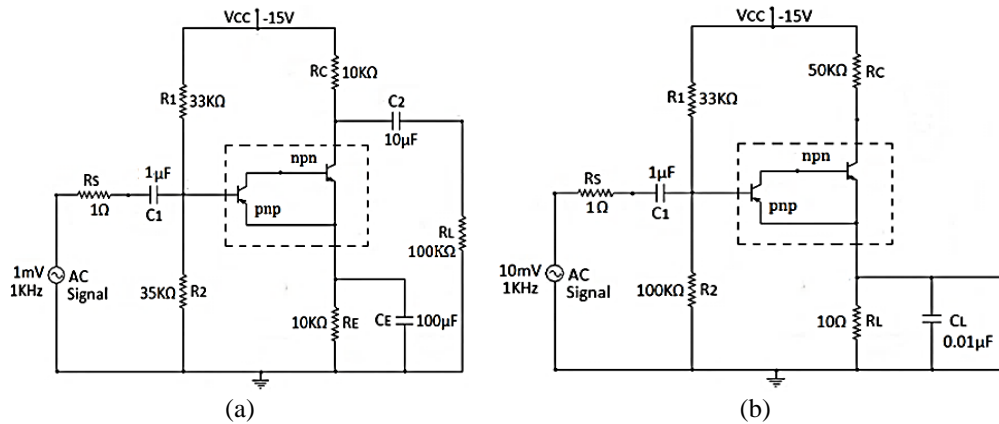 VCC -15V
RC 10KΩ
R1 33KΩ
C2
10µF
npn
1µF
RS
1Ω
C1
pnp
RL
100KΩ
1mV AC
1KHz Signal
35KΩ R2
10KΩ RE
CE 100µF
(a)
VCC -15V
50KΩ RC
R1 33KΩ
npn
1µF
RS
1Ω
C1
pnp
10mV AC
1KHz Signal
100KΩ R2
10Ω RL
CL
0.01µF
(b)